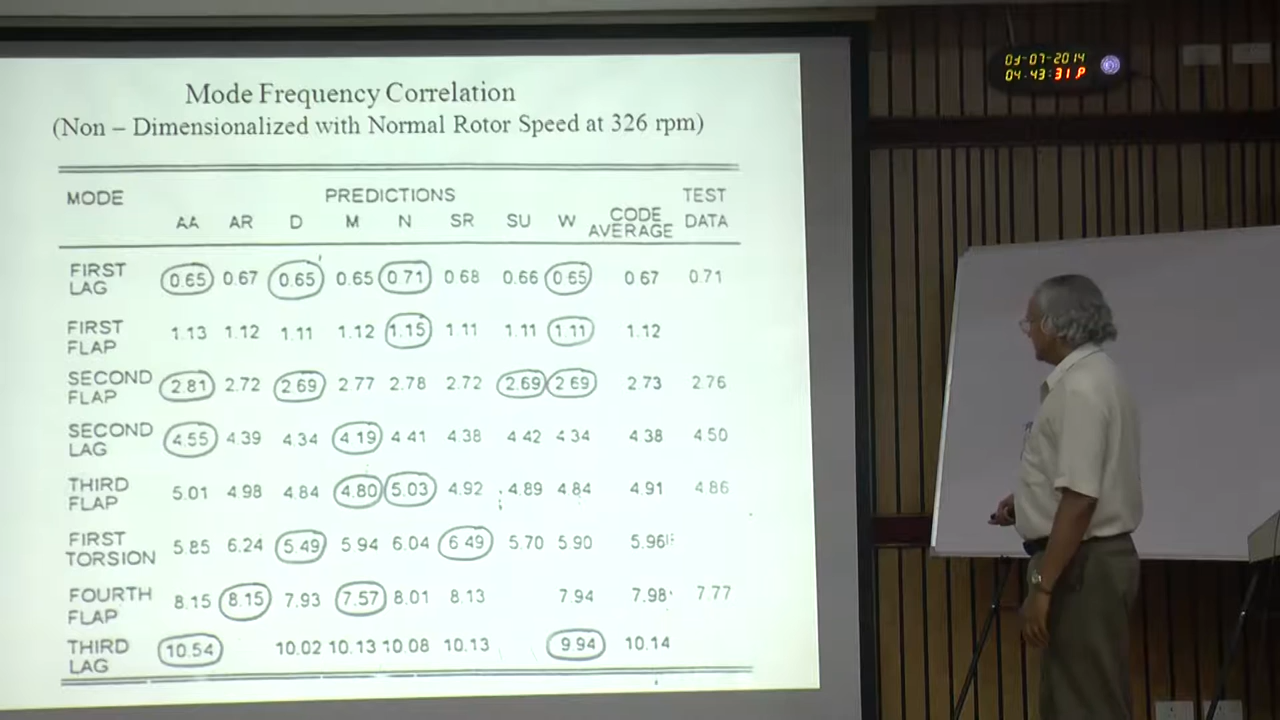 Mode Frequency Correlation
(Non – Dimensionalized with Normal Rotor Speed at 326 rpm)
MODE PREDICTIONS TEST DATA
AA AR D M N SR SU W CODE AVERAGE
FIRST LAG 0.65 0.67 0.65 0.65 0.71 0.68 0.66 0.65 0.67 0.71
FIRST FLAP 1.13 1.12 1.11 1.12 1.15 1.11 1.11 1.11 1.12
SECOND FLAP 2.81 2.72 2.69 2.77 2.78 2.72 2.69 2.69 2.73 2.76
SECOND LAG 4.55 4.39 4.34 4.19 4.41 4.38 4.42 4.34 4.38 4.50
THIRD FLAP 5.01 4.98 4.84 4.80 5.03 4.92 4.89 4.84 4.91 4.86
FIRST TORSION 5.85 6.24 5.49 5.94 6.04 6.49 5.70 5.90 5.96
FOURTH FLAP 8.15 8.15 7.93 7.57 8.01 8.13 7.94 7.98 7.77
THIRD LAG 10.54 10.02 10.13 10.08 10.13 9.94 10.14
03-07-2014
04:43:31P